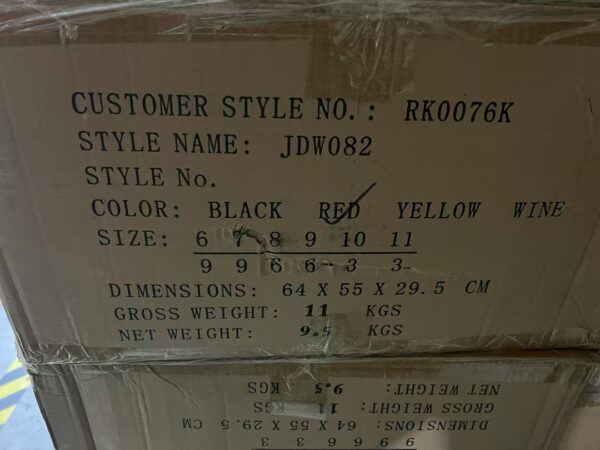 CUSTOMER STYLE NO.: RK0076K
STYLE NAME: JDW082
STYLE No.
COLOR: BLACK RED YELLOW WINE
SIZE: 6 7 8 9 10 11
9 9 6 6 3 3
DIMENSIONS: 64 X 55 X 29.5 CM
GROSS WEIGHT: 11 KGS
NET WEIGHT: 9.5 KGS
NET WEIGHT: 9.5 KGS
GROSS WEIGHT: 11 KGS
DIMENSIONS: 64 X 55 X 29.5 CM
9 9 6 6 3 3